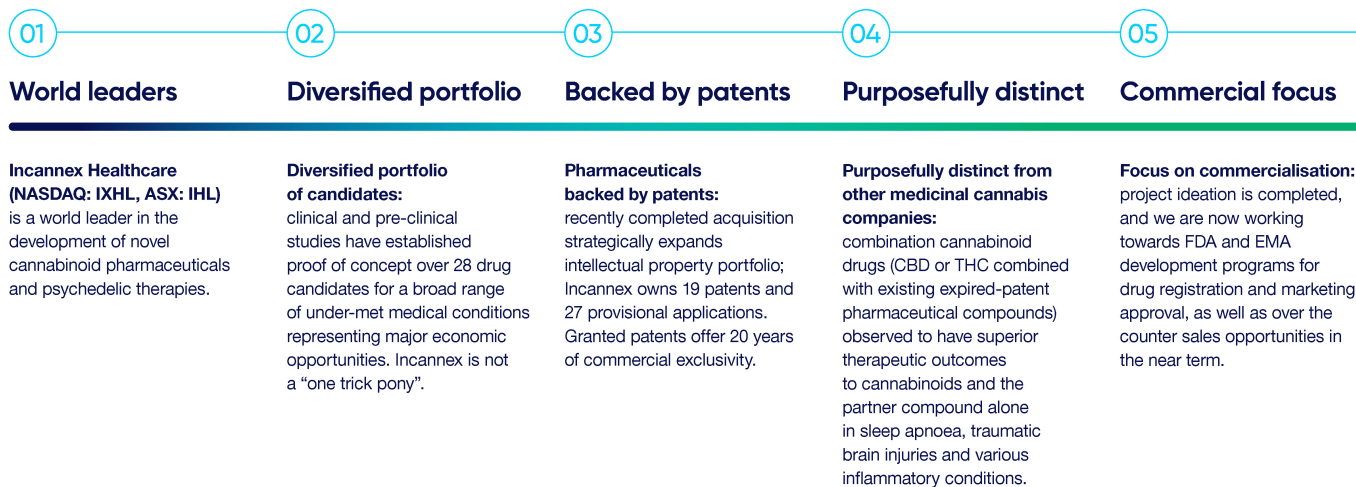 01
World leaders
Incannex Healthcare
(NASDAQ: IXHL, ASX: IHL)
is a world leader in the
development of novel
cannabinoid pharmaceuticals
and psychedelic therapies.
02
Diversified portfolio
Diversified portfolio
of candidates:
clinical and pre-clinical
studies have established
proof of concept over 28 drug
candidates for a broad range
of under-met medical conditions
representing major economic
opportunities. Incannex is not
a “one trick pony”.
03
Backed by patents
Pharmaceuticals
backed by patents:
recently completed acquisition
strategically expands
intellectual property portfolio;
Incannex owns 19 patents and
27 provisional applications.
Granted patents offer 20 years
of commercial exclusivity.
04
Purposefully distinct
Purposefully distinct from
other medicinal cannabis
companies:
combination cannabinoid
drugs (CBD or THC combined
with existing expired-patent
pharmaceutical compounds)
observed to have superior
therapeutic outcomes
to cannabinoids and the
partner compound alone
in sleep apnoea, traumatic
brain injuries and various
inflammatory conditions.
05
Commercial focus
Focus on commercialisation:
project ideation is completed,
and we are now working
towards FDA and EMA
development programs for
drug registration and marketing
approval, as well as over the
counter sales opportunities in
the near term.